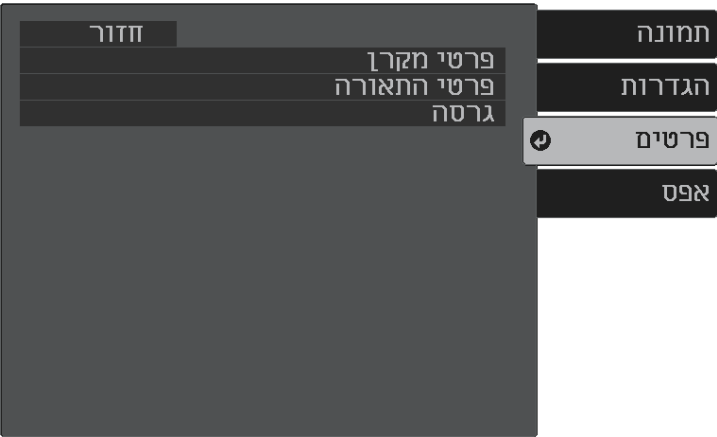 תמונה
הגדרות
פרטים
אפס
חזור
פרטי מקרן
פרטי התאורה
גרסה